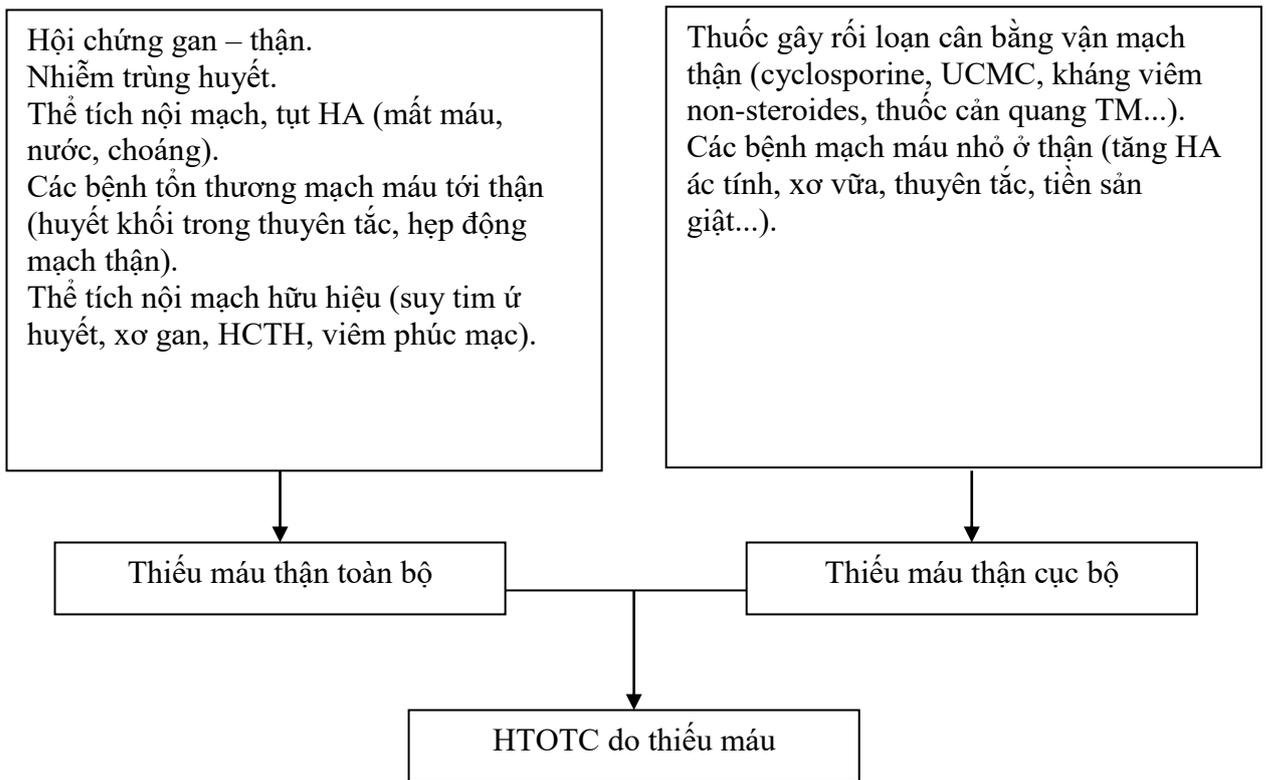 Hội chứng gan – thận.
Nhiễm trùng huyết.
Thể tích nội mạch, tụt HA (mất máu,
nước, choáng).
Các bệnh tổn thương mạch máu tới thận
(huyết khối trong thuyên tắc, hẹp động
mạch thận).
Thể tích nội mạch hữu hiệu (suy tim ứ
huyết, xơ gan, HCTH, viêm phúc mạc).
Thuốc gây rối loạn cân bằng vận mạch
thận (cyclosporine, UCMC, kháng viêm
non-steroides, thuốc cản quang TM...).
Các bệnh mạch máu nhỏ ở thận (tăng HA
ác tính, xơ vữa, thuyên tắc, tiền sản
giật...).
Thiếu máu thận toàn bộ
Thiếu máu thận cục bộ
HTOTC do thiếu máu